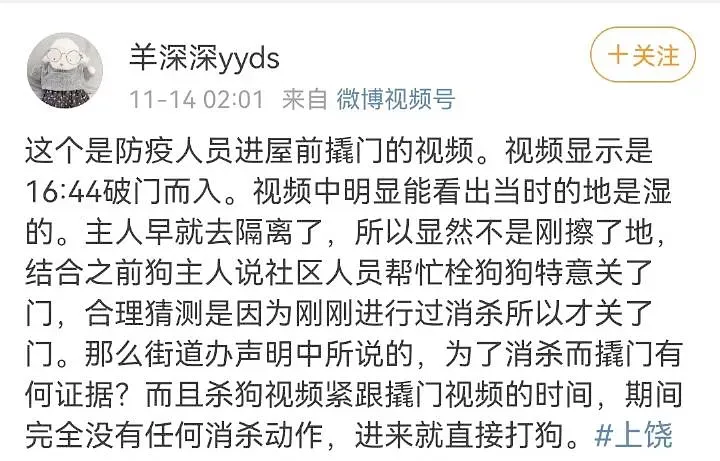 羊深深yyds
＋关注
11-14 02:01 来自 微博视频号
这个是防疫人员进屋前撬门的视频。视频显示是
16:44破门而入。视频中明显能看出当时的地是湿
的。主人早就去隔离了，所以显然不是刚擦了地，
结合之前狗主人说社区人员帮忙栓狗狗特意关了
门，合理猜测是因为刚刚进行过消杀所以才关了
门。那么街道办声明中所说的，为了消杀而撬门有
何证据？而且杀狗视频紧跟撬门视频的时间，期间
完全没有任何消杀动作，进来就直接打狗。#上饶